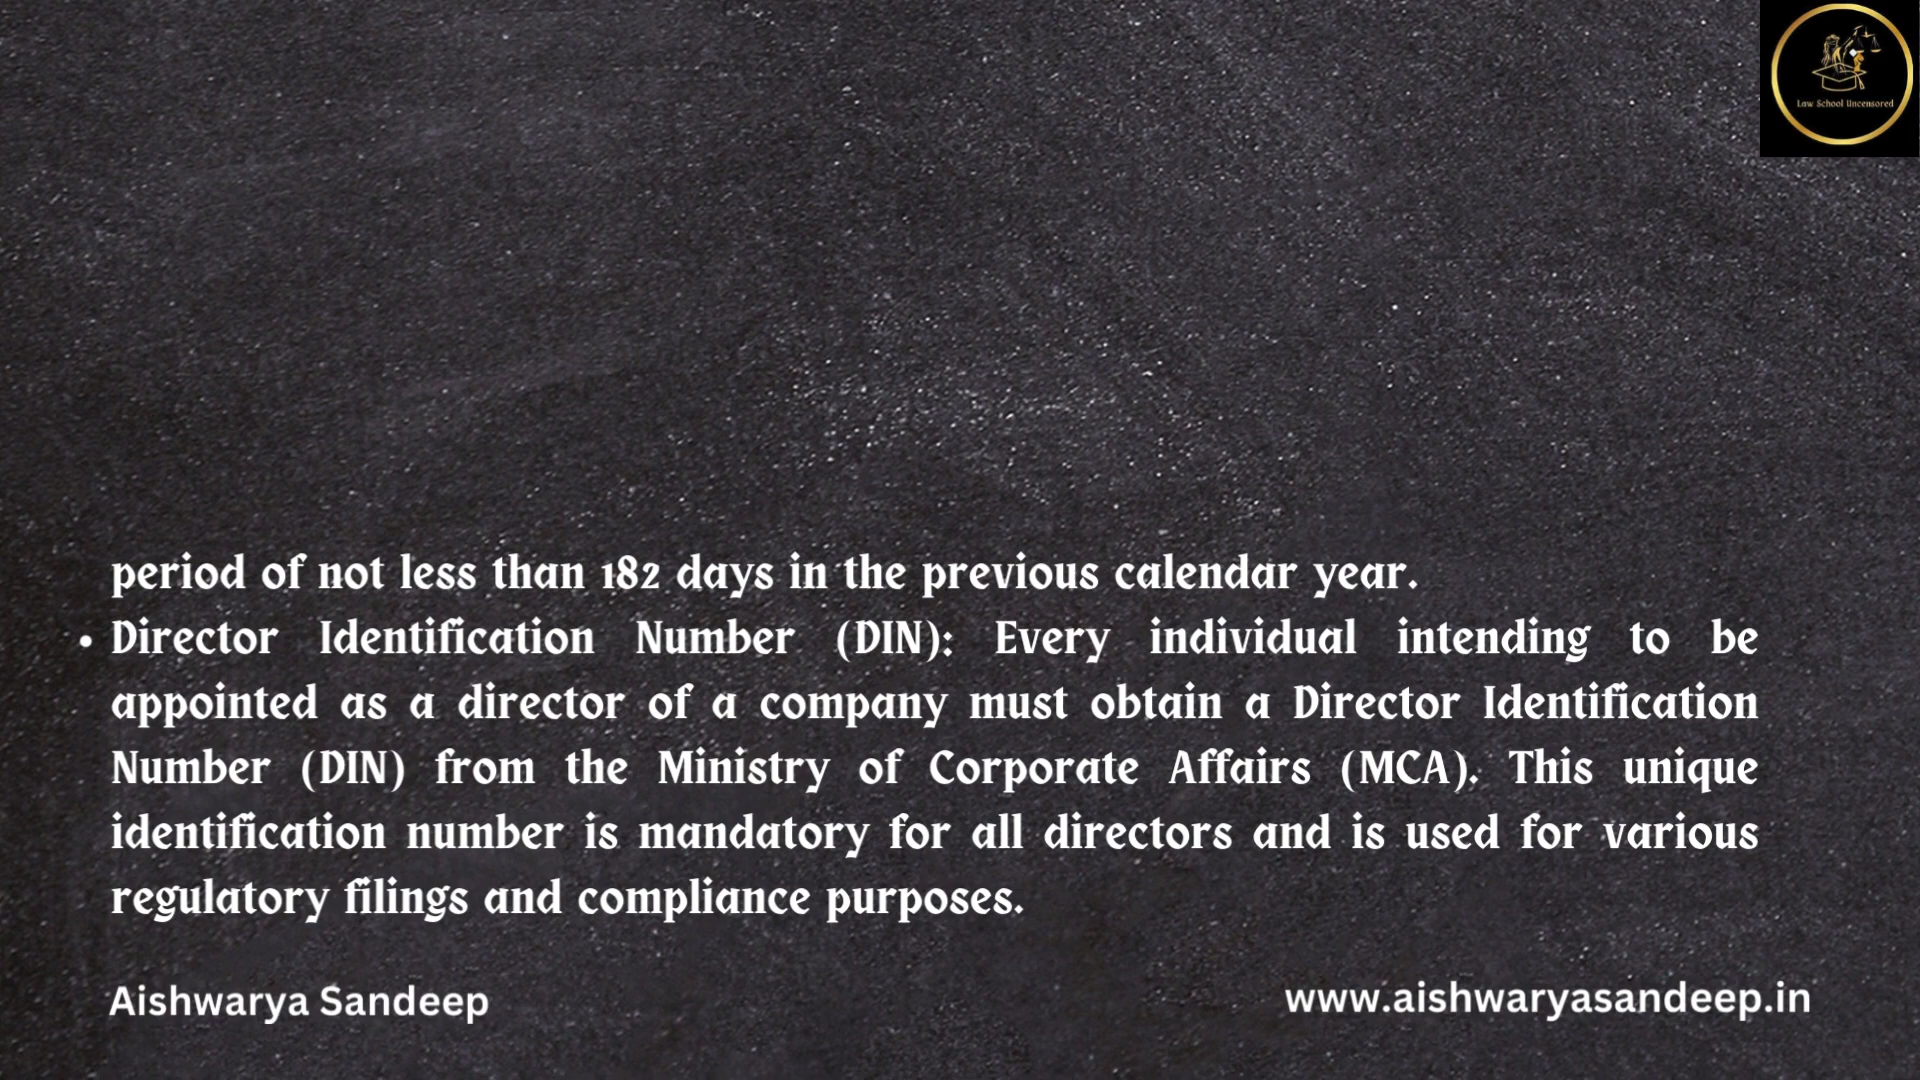 Law School Uncensored
period of not less than 182 days in the previous calendar year.
• Director Identification Number (DIN): Every individual intending to be
appointed as a director of a company must obtain a Director Identification
Number (DIN) from the Ministry of Corporate Affairs (MCA). This unique
identification number is mandatory for all directors and is used for various
regulatory filings and compliance purposes.
Aishwarya Sandeep
www.aishwaryasandeep.in